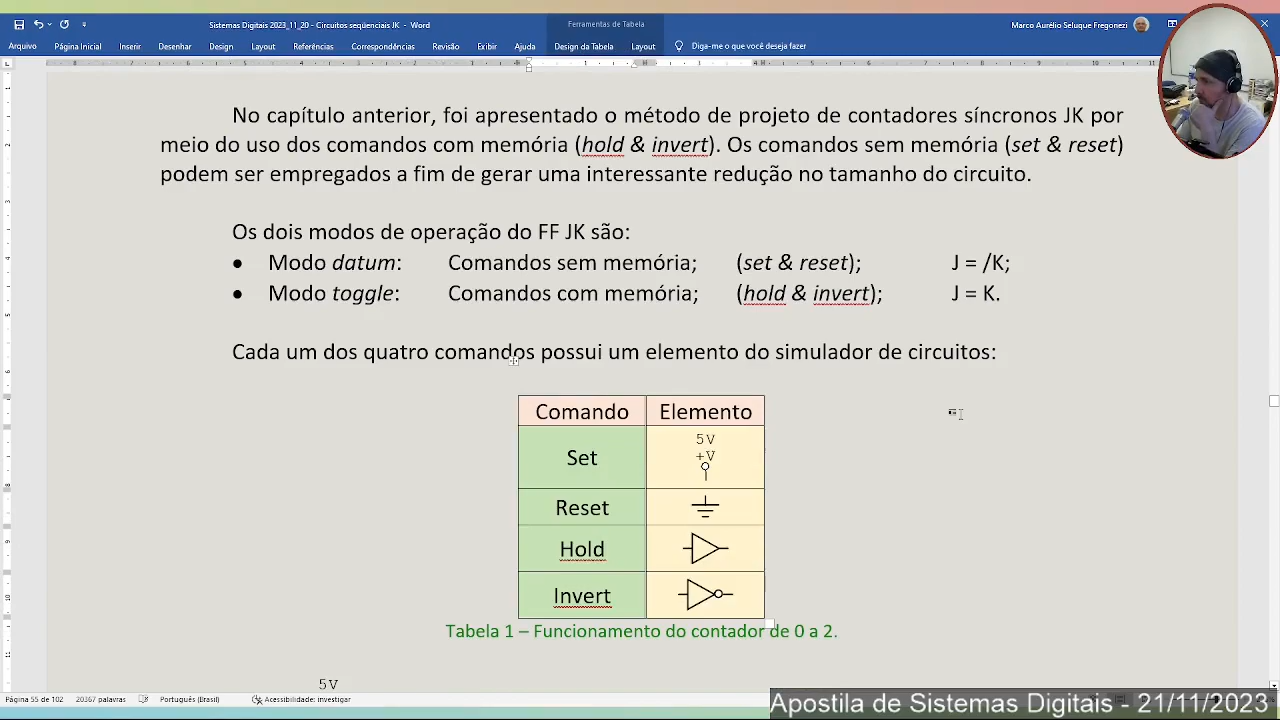 Sistemas Digitais 2023_11_20 - Circuitos seqüenciais JK - Word
Ferramentas de Tabela
Marco Aurélio Seluque Fregonezi
Arquivo Página Inicial Inserir Desenhar Design Layout Referências Correspondências Revisão Exibir Ajuda Design da Tabela Layout Diga-me o que você deseja fazer
No capítulo anterior, foi apresentado o método de projeto de contadores síncronos JK por
meio do uso dos comandos com memória (hold & invert). Os comandos sem memória (set & reset)
podem ser empregados a fim de gerar uma interessante redução no tamanho do circuito.
Os dois modos de operação do FF JK são:
• Modo datum: Comandos sem memória; (set & reset); J = /K;
• Modo toggle: Comandos com memória; (hold & invert); J = K.
Cada um dos quatro comandos possui um elemento do simulador de circuitos:
Comando Elemento
Set 5V
+V
Reset
Hold
Invert
Tabela 1 – Funcionamento do contador de 0 a 2.
5V
Página 55 de 102 20367 palavras Português (Brasil) Acessibilidade: investigar
Apostila de Sistemas Digitais - 21/11/2023